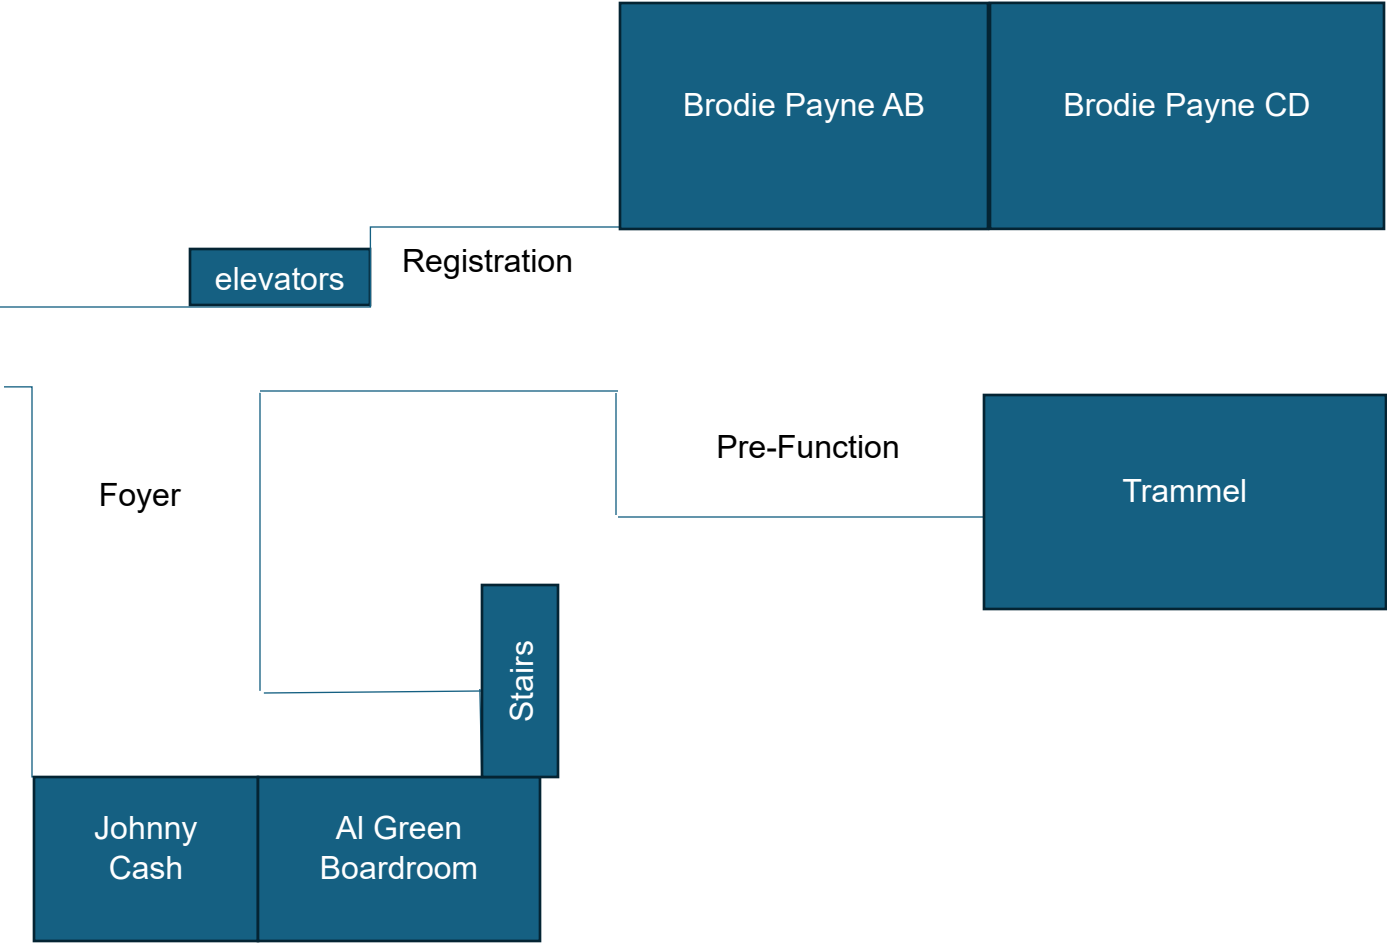 Brodie Payne AB
Brodie Payne CD
Registration
elevators
Pre-Function
Trammel
Foyer
Stairs
Johnny
Cash
Al Green
Boardroom